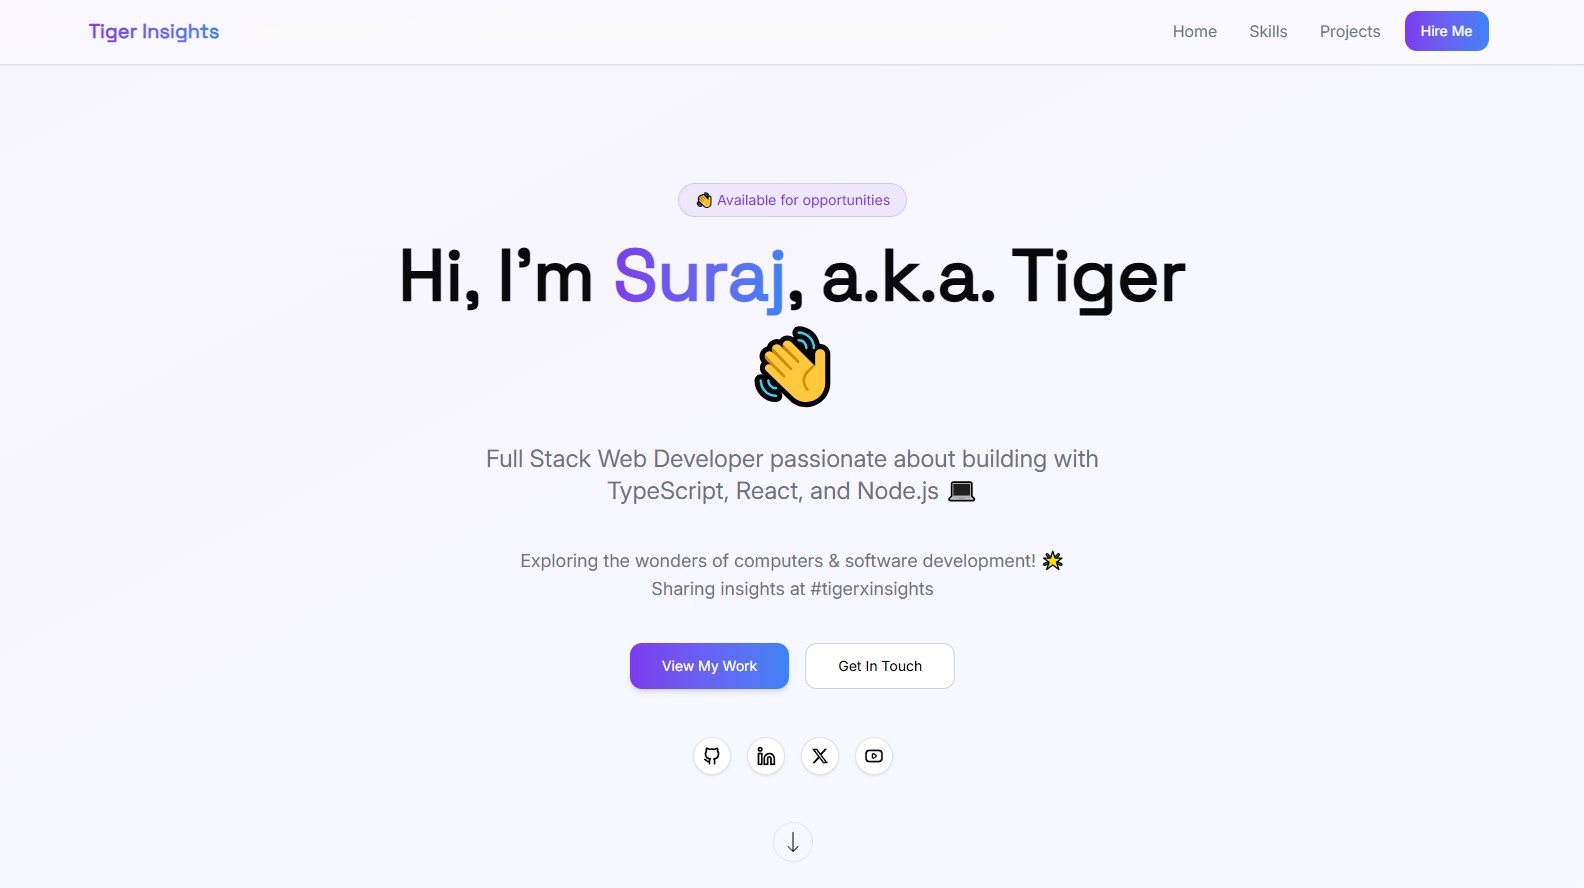 Tiger Insights
Home
Skills
Projects
Hire Me
👋 Available for opportunities
Hi, I’m Suraj, a.k.a. Tiger
👋
Full Stack Web Developer passionate about building with
TypeScript, React, and Node.js 💻
Exploring the wonders of computers & software development! 🌟
Sharing insights at #tigerxinsights
View My Work
Get In Touch